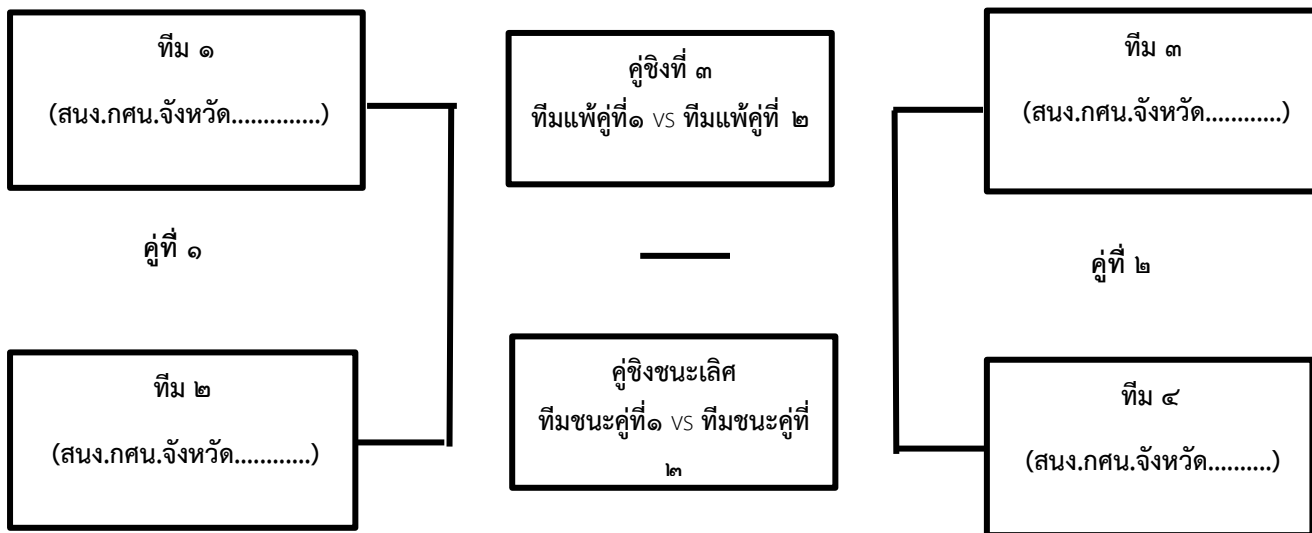 ทีม ๑
(สนง.กศน.จังหวัด..............)
คู่ที่ ๑
ทีม ๒
(สนง.กศน.จังหวัด............)
คู่ชิงที่ ๓
ทีมแพ้คู่ที่๑ VS ทีมแพ้คู่ที่ ๒
คู่ชิงชนะเลิศ
ทีมชนะคู่ที่๑ VS ทีมชนะคู่ที่
๒
ทีม ๓
(สนง.กศน.จังหวัด............)
คู่ที่ ๒
ทีม ๔
(สนง.กศน.จังหวัด..........)